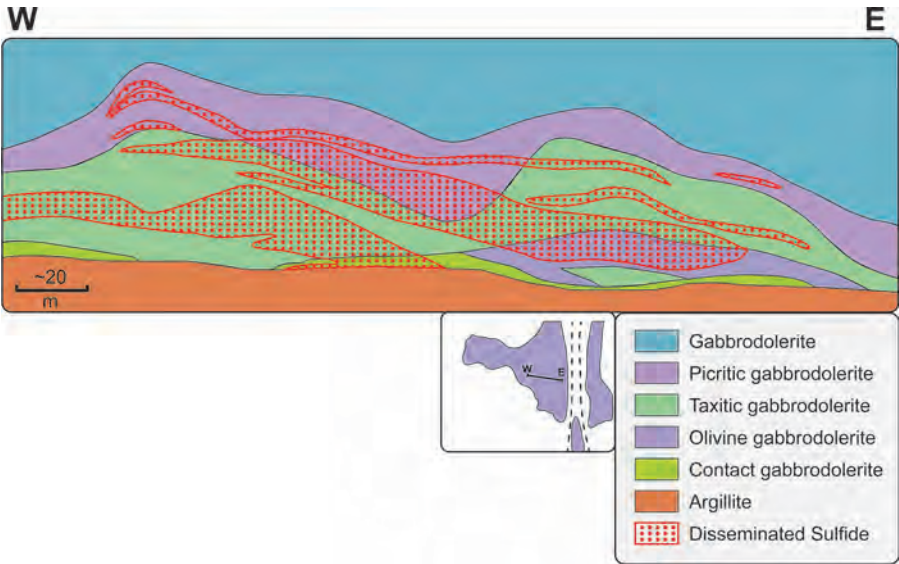 W E
~20
m
W E
Gabbrodolerite
Picritic gabbrodolerite
Taxitic gabbrodolerite
Olivine gabbrodolerite
Contact gabbrodolerite
Argillite
Disseminated Sulfide